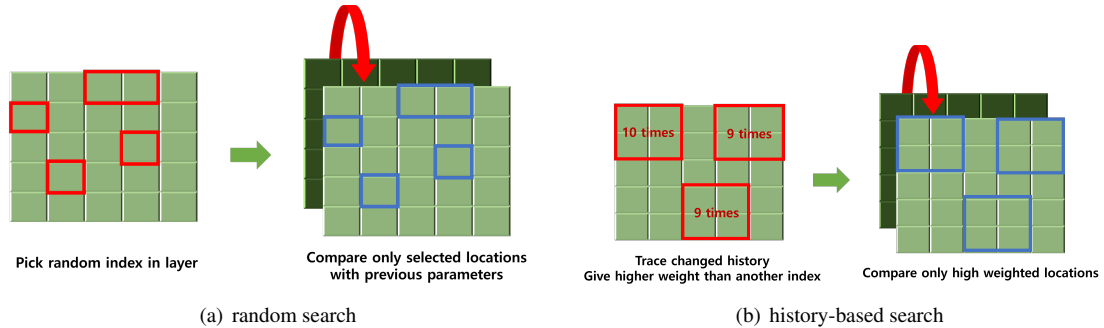 Pick random index in layer
Compare only selected locations
with previous parameters
(a) random search
10 times
9 times
9 times
Trace changed history
Give higher weight than another index
Compare only high weighted locations
(b) history-based search